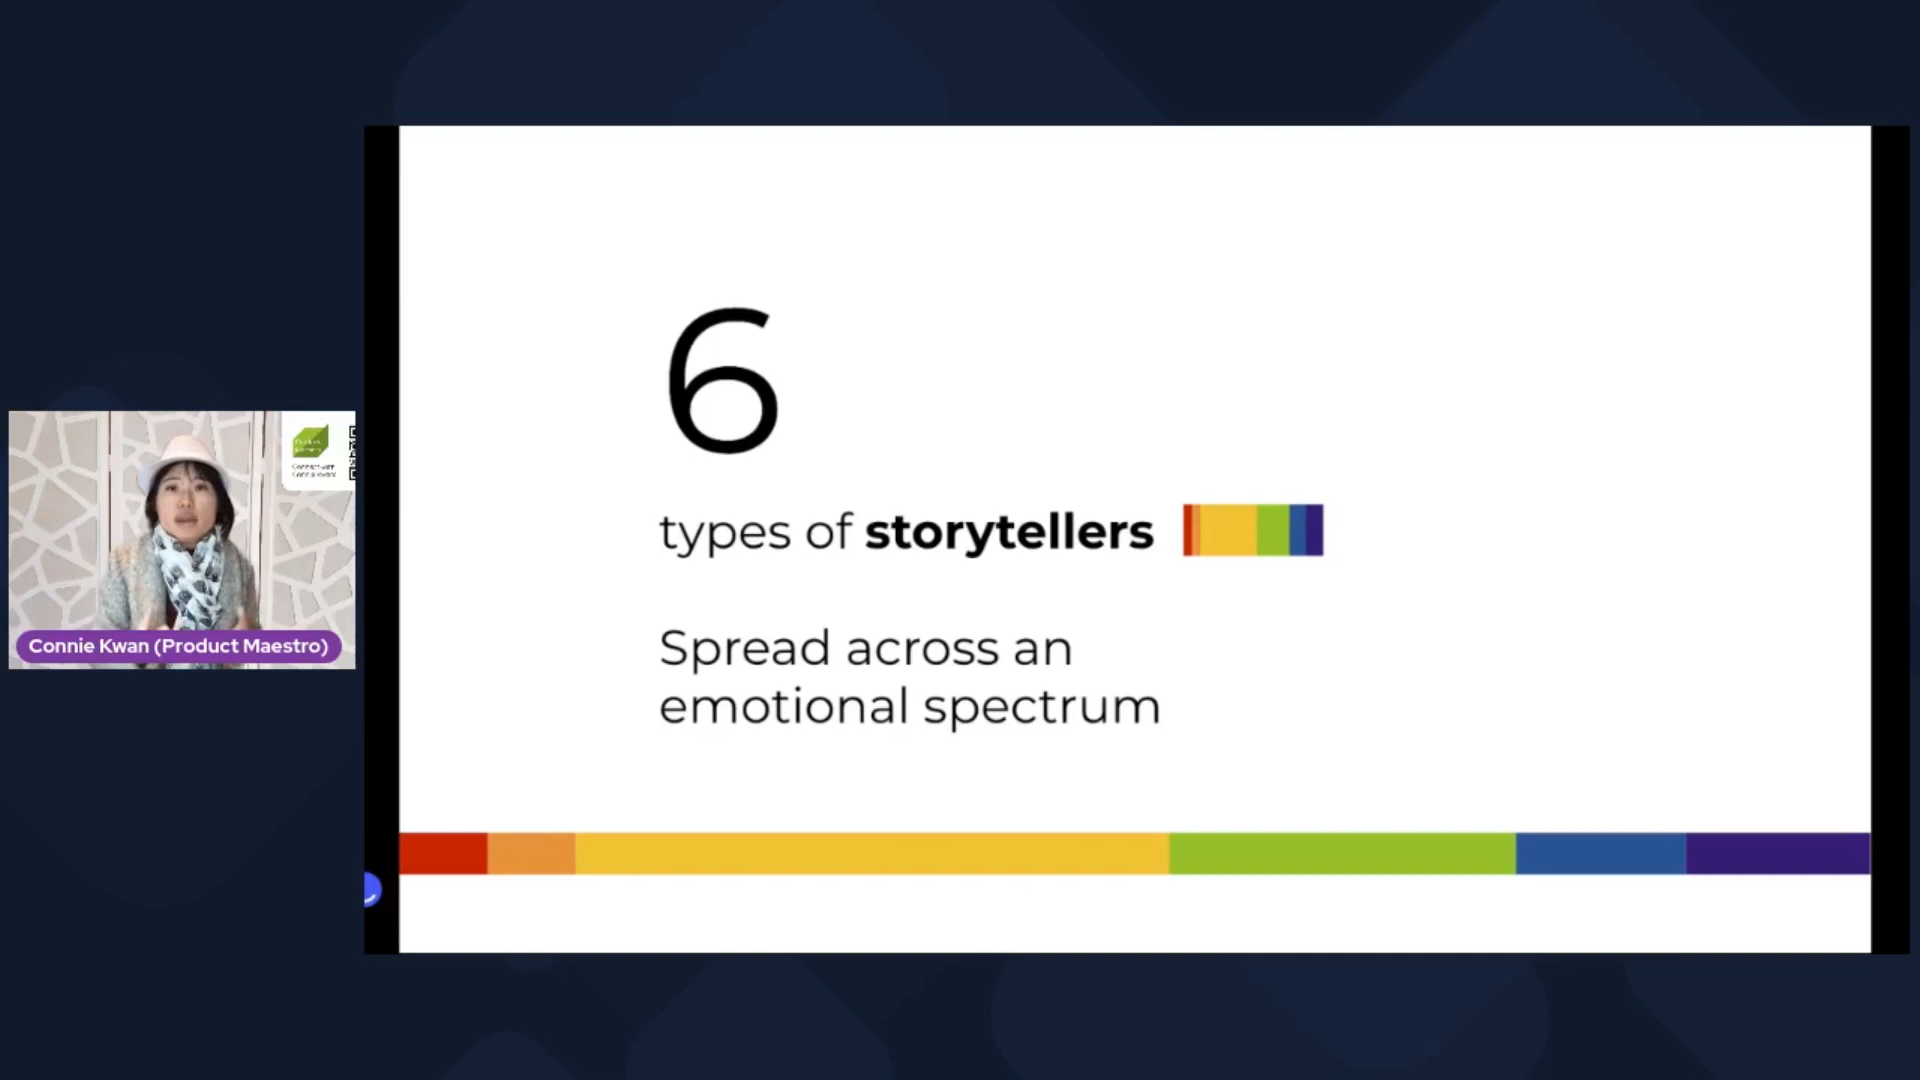 6
types of storytellers
Spread across an
emotional spectrum
Connie Kwan (Product Maestro)